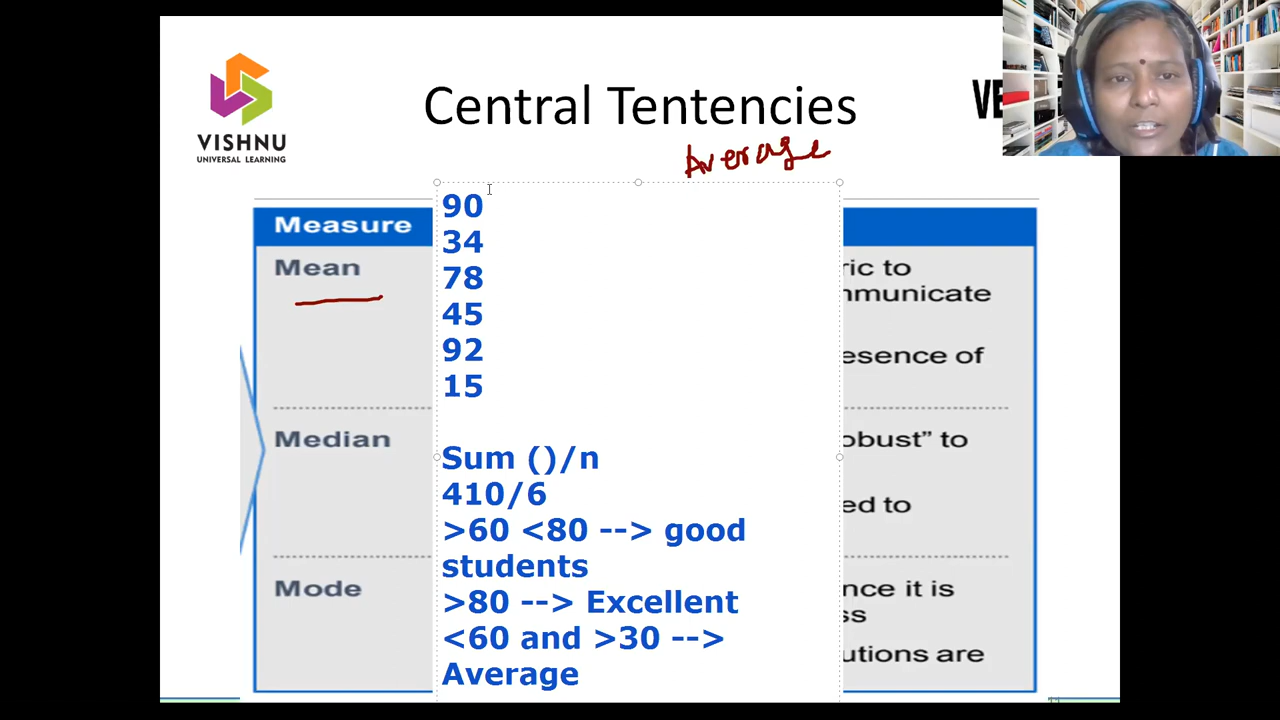 VISHNU
UNIVERSAL LEARNING
Central Tentencies
VE
Average
Measure
Mean
Median
Mode
90
34
78
45
92
15
Sum ()/n
410/6
>60 <80 --> good
students
>80 --> Excellent
<60 and >30 -->
Average
ric to
mmunicate
esence of
obust” to
ed to
nce it is
ss
utions are